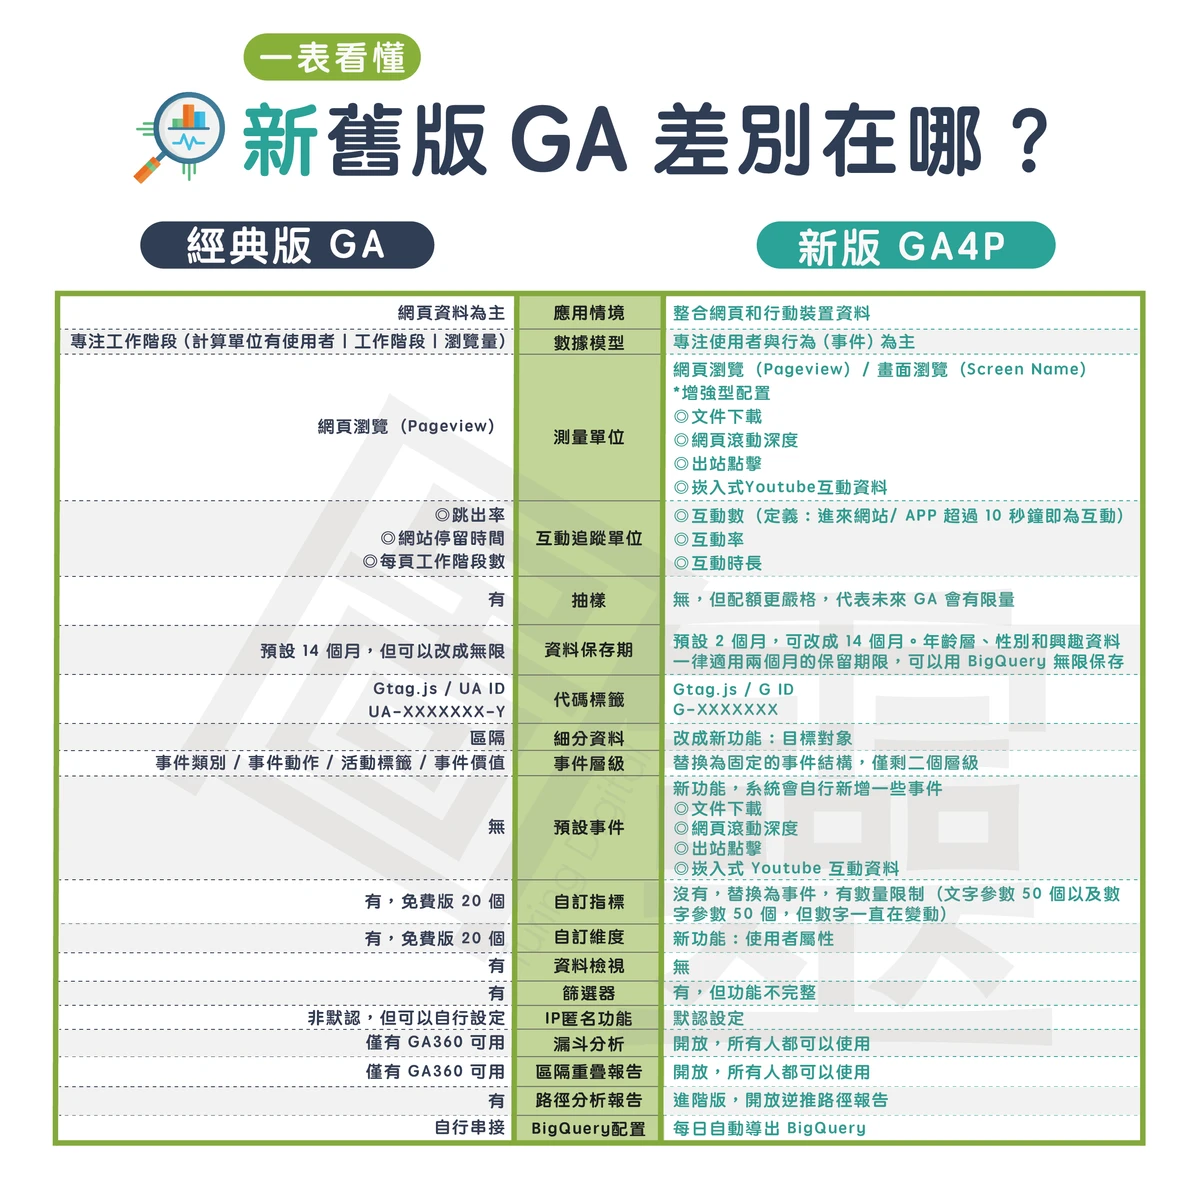 一表看懂
新舊版 GA 差別在哪？
經典版 GA
新版 GA4P
網頁資料為主
應用情境
整合網頁和行動裝置資料
專注工作階段（計算單位有使用者｜工作階段｜瀏覽量）
數據模型
專注使用者與行為（事件）為主
網頁瀏覽（Pageview）
測量單位
網頁瀏覽（Pageview）/ 畫面瀏覽（Screen Name）
*增強型配置
◎文件下載
◎網頁滾動深度
◎出站點擊
◎崁入式Youtube互動資料
◎跳出率
◎網站停留時間
◎每頁工作階段數
互動追蹤單位
◎互動數（定義：進來網站/ APP 超過 10 秒鐘即為互動）
◎互動率
◎互動時長
有
抽樣
無，但配額更嚴格，代表未來 GA 會有限量
預設 14 個月，但可以改成無限
資料保存期
預設 2 個月，可改成 14 個月。年齡層、性別和興趣資料
一律適用兩個月的保留期限，可以用 BigQuery 無限保存
Gtag.js / UA ID
UA-XXXXXXX-Y
代碼標籤
Gtag.js / G ID
G-XXXXXXX
區隔
細分資料
改成新功能：目標對象
事件類別 / 事件動作 / 活動標籤 / 事件價值
事件層級
替換為固定的事件結構，僅剩二個層級
無
預設事件
新功能，系統會自行新增一些事件
◎文件下載
◎網頁滾動深度
◎出站點擊
◎崁入式 Youtube 互動資料
有，免費版 20 個
自訂指標
沒有，替換為事件，有數量限制（文字參數 50 個以及數
字參數 50 個，但數字一直在變動）
有，免費版 20 個
自訂維度
新功能：使用者屬性
有
資料檢視
無
有
篩選器
有，但功能不完整
非默認，但可以自行設定
IP匿名功能
默認設定
僅有 GA360 可用
漏斗分析
開放，所有人都可以使用
僅有 GA360 可用
區隔重疊報告
開放，所有人都可以使用
有
路徑分析報告
進階版，開放逆推路徑報告
自行串接
BigQuery配置
每日自動導出 BigQuery
圖靈
Turing Digital